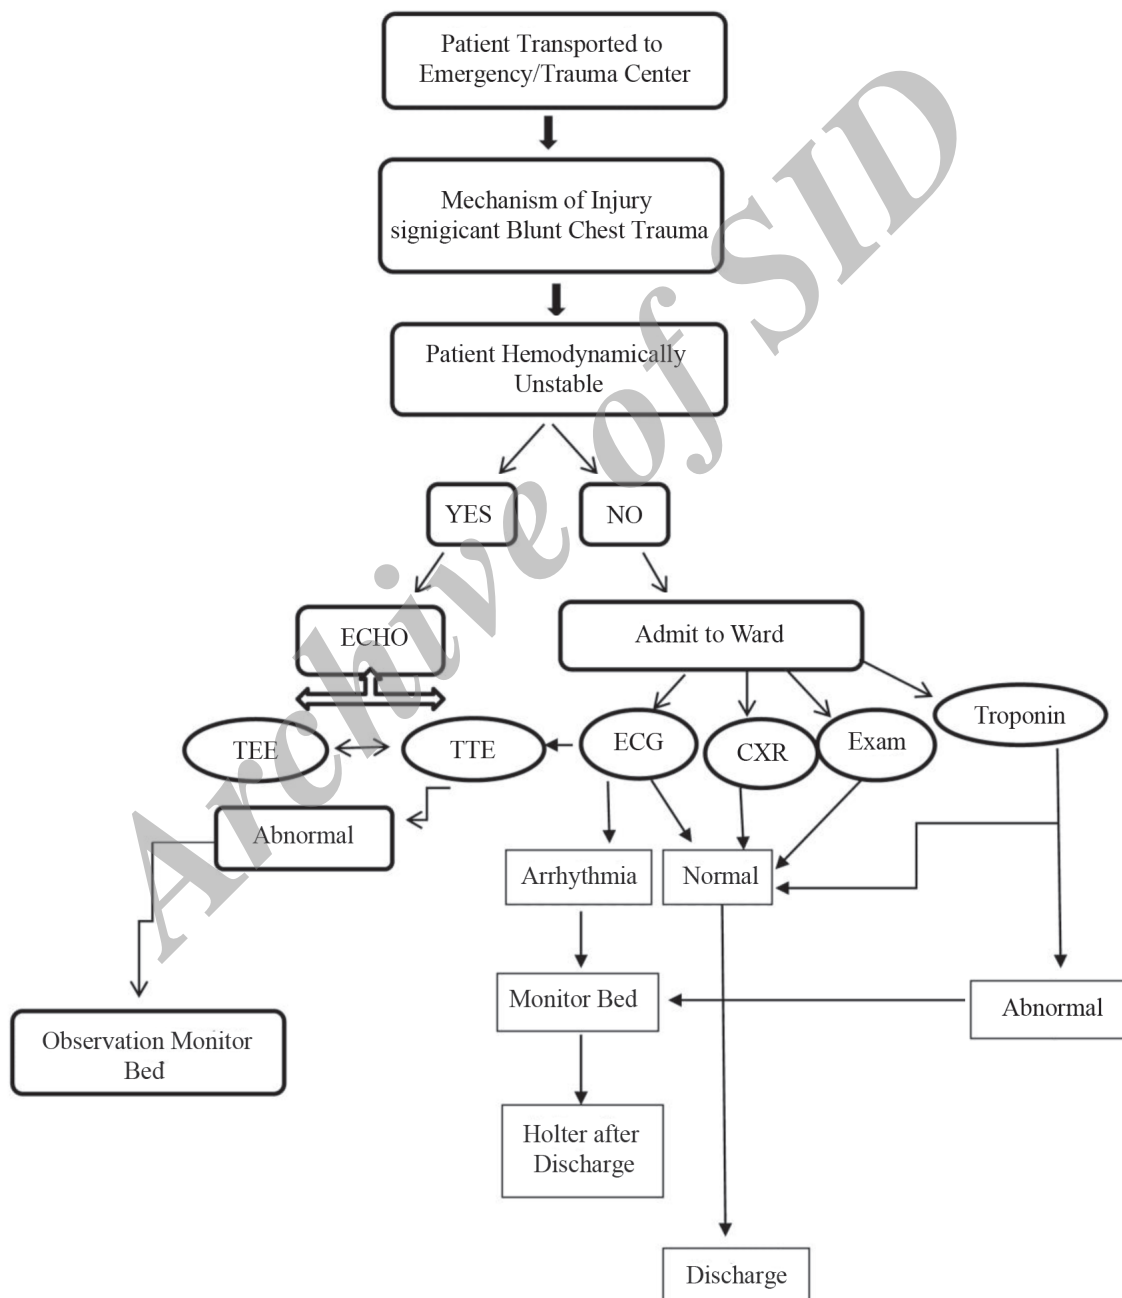 Patient Transported to
Emergency/Trauma Center
Mechanism of Injury
signigicant Blunt Chest Trauma
Patient Hemodynamically
Unstable
YES
NO
ECHO
Admit to Ward
TEE
TTE
ECG
CXR
Exam
Troponin
Abnormal
Arrhythmia
Normal
Monitor Bed
Abnormal
Observation Monitor
Bed
Holter after
Discharge
Discharge
Archive of SID